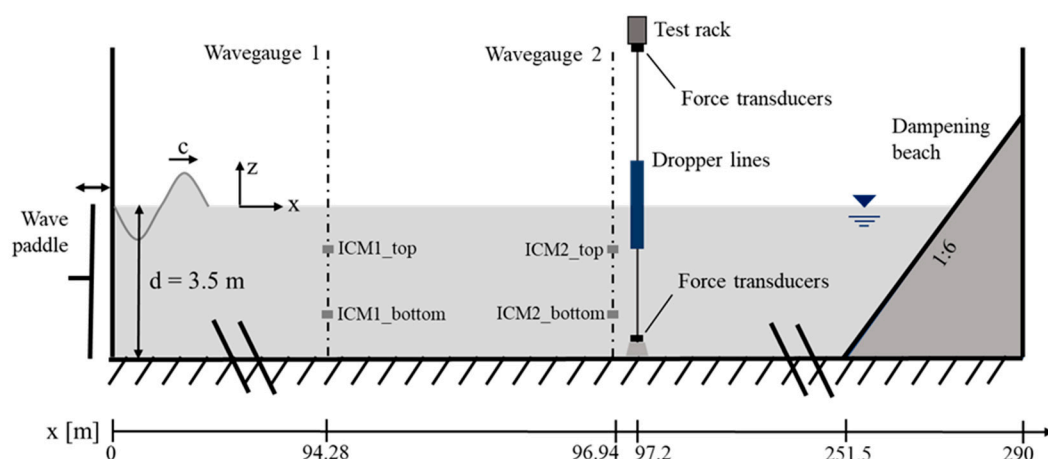 Test rack
Wavegauge 1
Wavegauge 2
Force transducers
Dampening
beach
c
z
x
Dropper lines
Wave
paddle
ICM1_top
ICM2_top
1:6
d = 3.5 m
Force transducers
ICM1_bottom
ICM2_bottom
x [m]
0
94.28
96.94
97.2
251.5
290